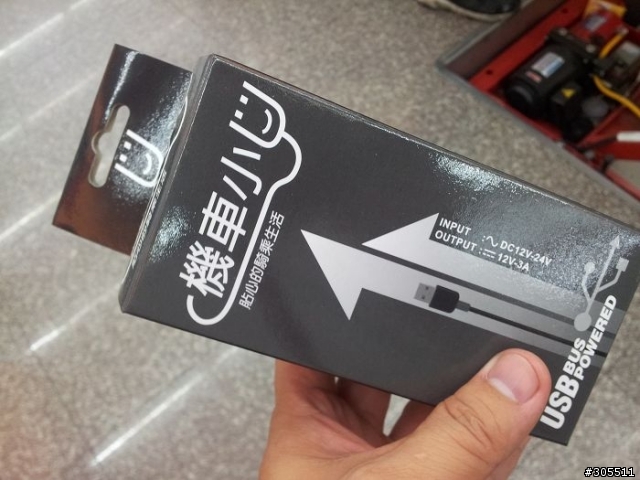 機車小U
貼心的騎乘生活
INPUT : DC12V-24V
OUTPUT : 12V-3A
USB BUS POWERED
#305511